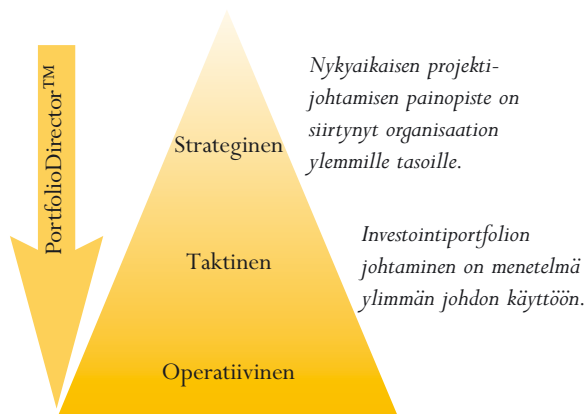 PortfolioDirector™
Strateginen
Taktinen
Operatiivinen
Nykyaikaisen projekti-
johtamisen painopiste on
siirtynyt organisaation
ylemmille tasoille.
Investointiportfolion
johtaminen on menetelmä
ylimmän johdon käyttöön.